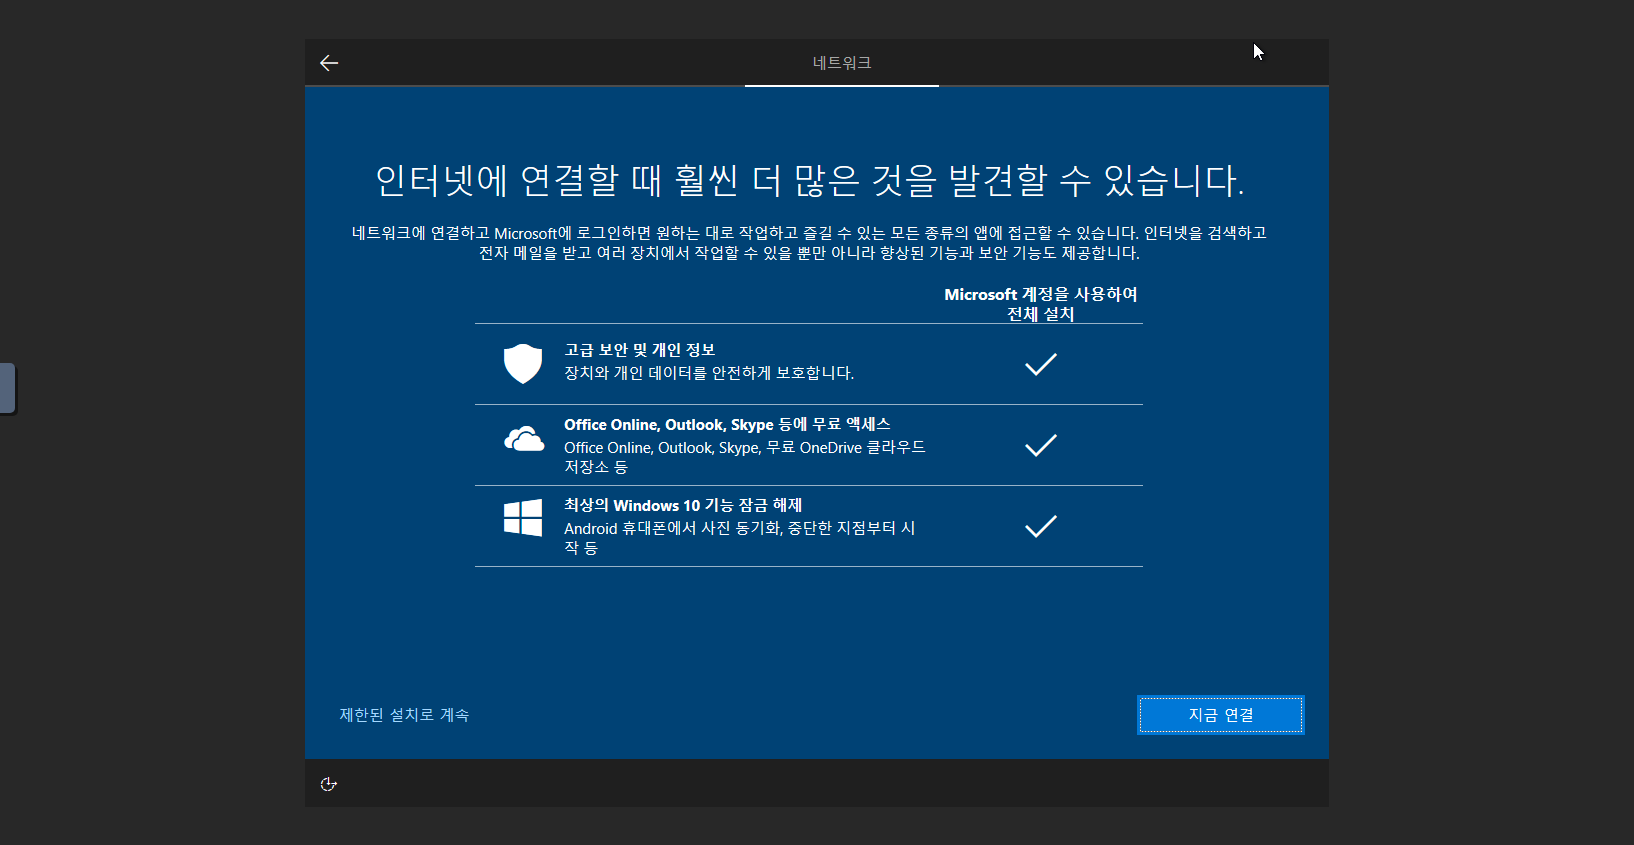 네트워크
인터넷에 연결할 때 훨씬 더 많은 것을 발견할 수 있습니다.
네트워크에 연결하고 Microsoft에 로그인하면 원하는 대로 작업하고 즐길 수 있는 모든 종류의 앱에 접근할 수 있습니다. 인터넷을 검색하고
전자 메일을 받고 여러 장치에서 작업할 수 있을 뿐만 아니라 향상된 기능과 보안 기능도 제공합니다.
Microsoft 계정을 사용하여
전체 설치
고급 보안 및 개인 정보
장치와 개인 데이터를 안전하게 보호합니다.
Office Online, Outlook, Skype 등에 무료 액세스
Office Online, Outlook, Skype, 무료 OneDrive 클라우드
저장소 등
최상의 Windows 10 기능 잠금 해제
Android 휴대폰에서 사진 동기화, 중단한 지점부터 시
작 등
제한된 설치로 계속
지금 연결